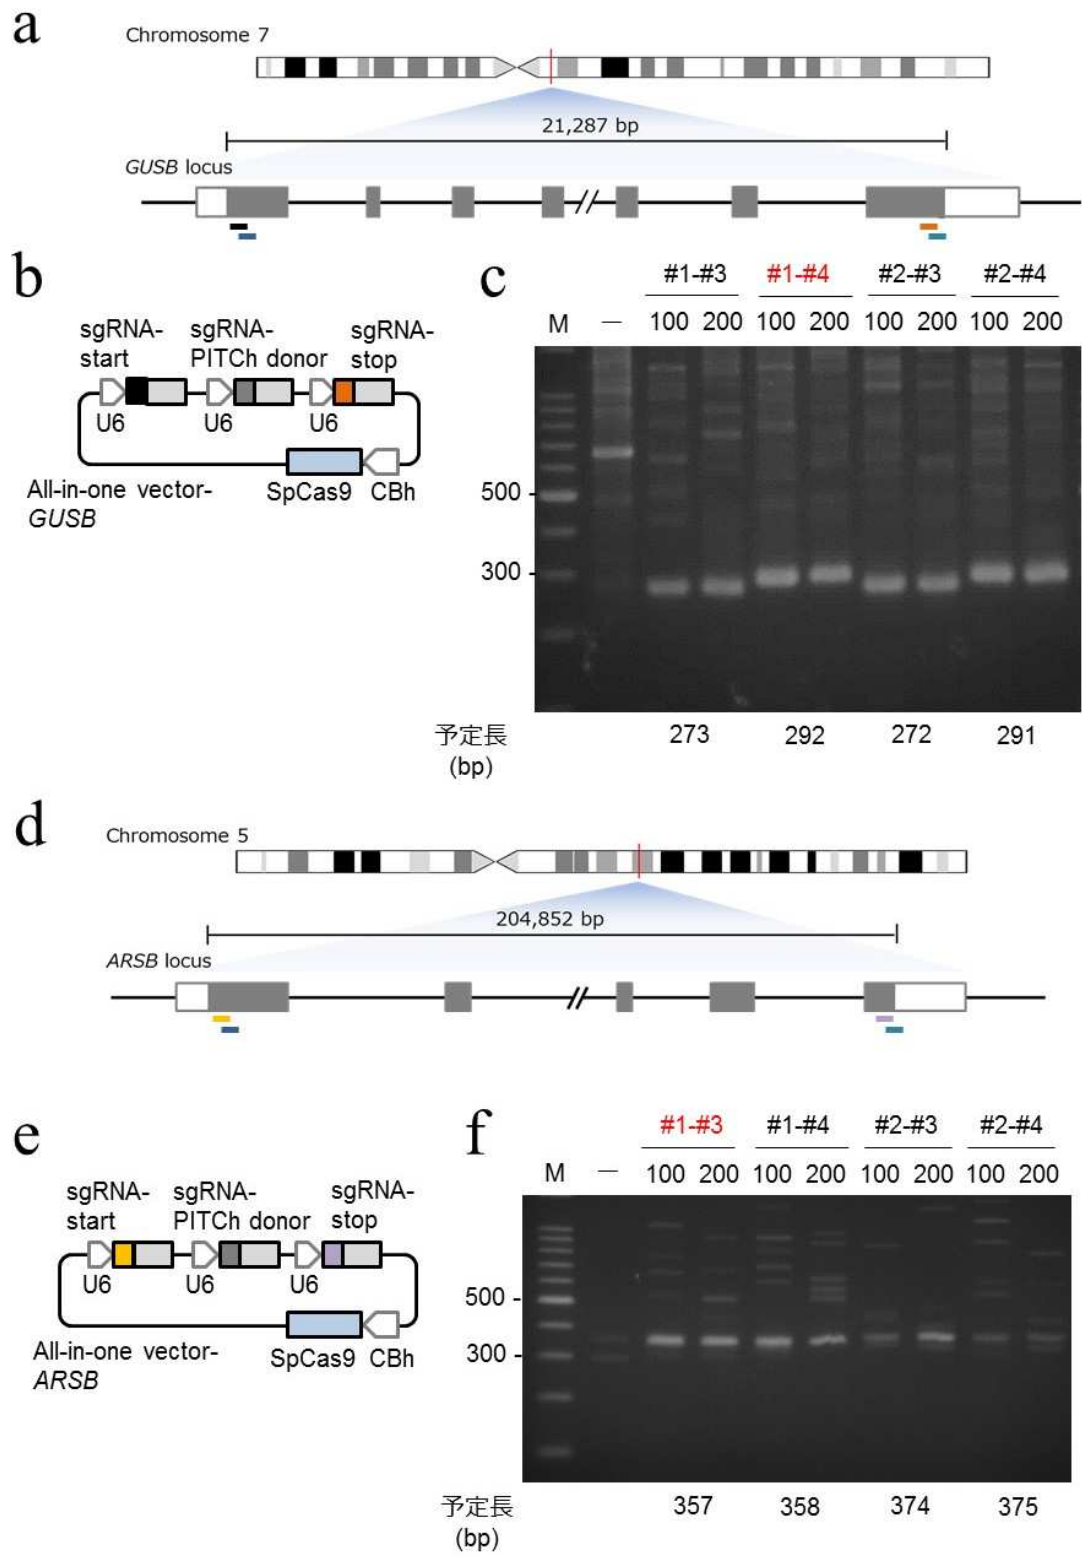 a
Chromosome 7
21,287 bp
GUSB locus
b
sgRNA-
start
sgRNA-
PITCh donor
sgRNA-
stop
U6
U6
U6
All-in-one vector-
GUSB
SpCas9
CBh
c
#1-#3
#1-#4
#2-#3
#2-#4
M － 100 200 100 200 100 200 100 200
500 -
300 -
予定長
(bp)
273
292
272
291
d
Chromosome 5
204,852 bp
ARSB locus
e
sgRNA-
start
sgRNA-
PITCh donor
sgRNA-
stop
U6
U6
U6
All-in-one vector-
ARSB
SpCas9
CBh
f
#1-#3
#1-#4
#2-#3
#2-#4
M － 100 200 100 200 100 200 100 200
500 -
300 -
予定長
(bp)
357
358
374
375